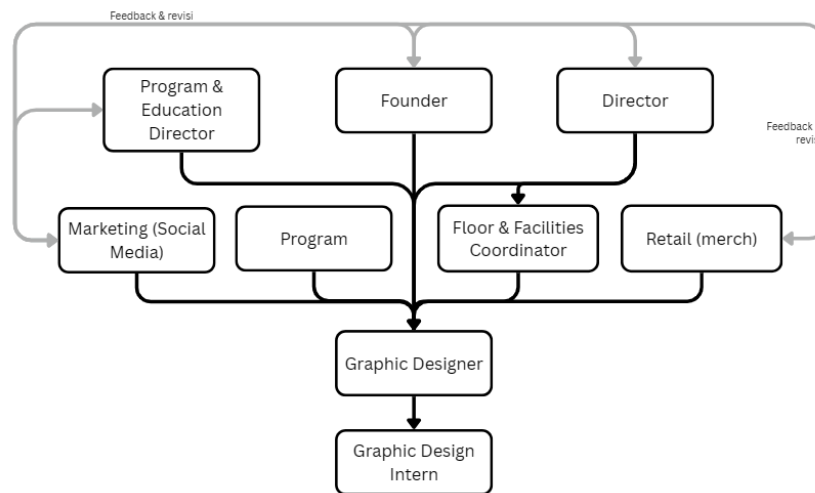 Feedback & revisi
Program &
Education
Director
Founder
Director
Feedback
revis
Marketing (Social
Media)
Program
Floor & Facilities
Coordinator
Retail (merch)
Graphic Designer
Graphic Design
Intern